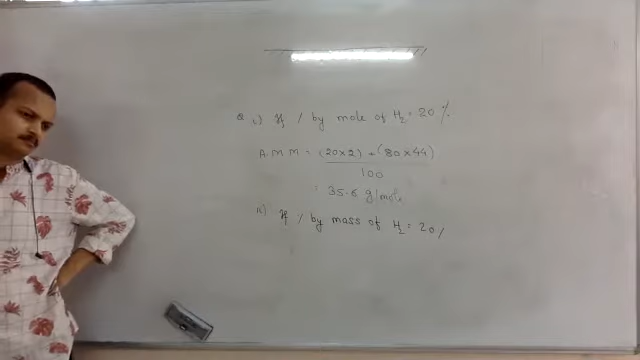 Q i) If % by mole of H₂ = 20 %.
A M M = (20 x 2) + (80 x 44)
100
= 35.6 g/mole
ii) If % by mass of H₂ = 20 %